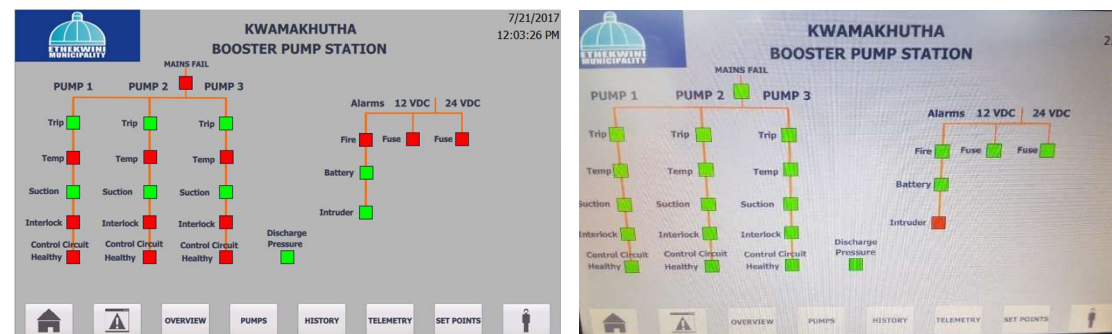 ETHEKWINI
MUNICIPALITY
KWAMAKHUTHA
BOOSTER PUMP STATION
7/21/2017
12:03:26 PM
MAINS FAIL
PUMP 1 PUMP 2 PUMP 3
Trip Trip Trip
Temp Temp Temp
Suction Suction Suction
Interlock Interlock Interlock
Control Circuit Control Circuit Control Circuit
Healthy Healthy Healthy
Discharge
Pressure
Alarms 12 VDC 24 VDC
Fire Fuse Fuse
Battery
Intruder
OVERVIEW PUMPS HISTORY TELEMETRY SET POINTS
ETHEKWINI
MUNICIPALITY
KWAMAKHUTHA
BOOSTER PUMP STATION
2
MAINS FAIL
PUMP 1 PUMP 2 PUMP 3
Trip Trip Trip
Temp Temp Temp
Suction Suction Suction
Interlock Interlock Interlock
Control Circuit Control Circuit Control Circuit
Healthy Healthy Healthy
Discharge
Pressure
Alarms 12 VDC 24 VDC
Fire Fuse Fuse
Battery
Intruder
OVERVIEW PUMPS HISTORY TELEMETRY SET POINTS